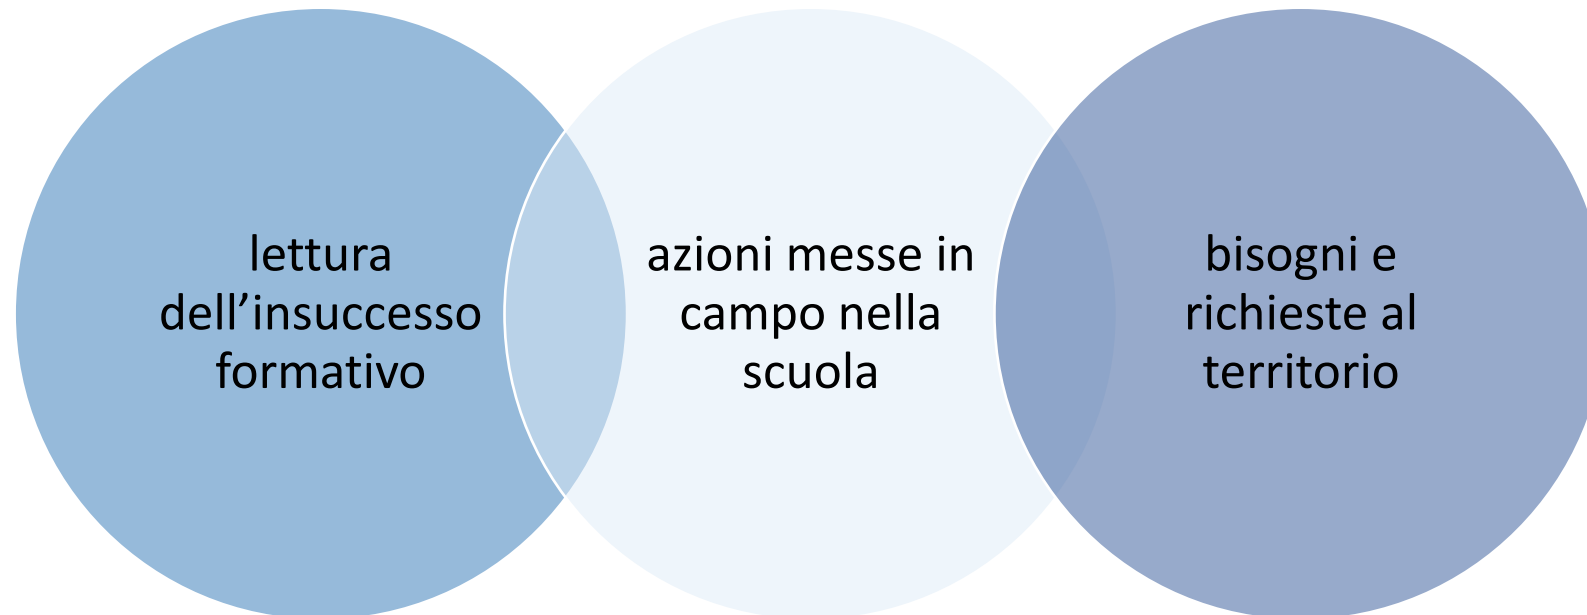 lettura
dell’insuccesso
formativo
azioni messe in
campo nella
scuola
bisogni e
richieste al
territorio